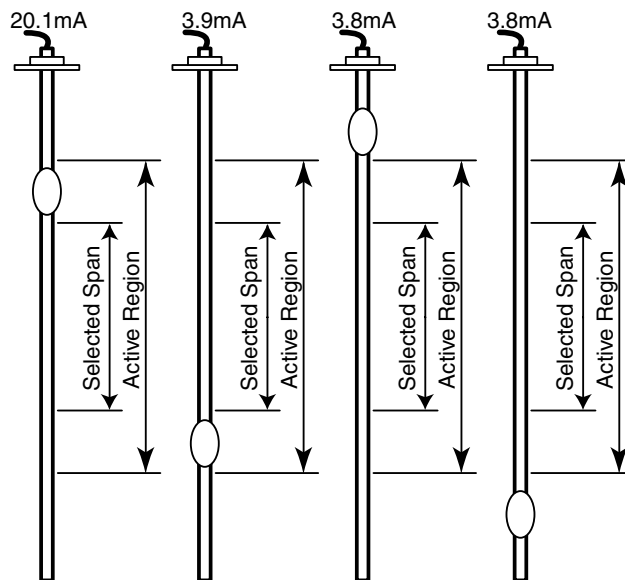 20.1mA
3.9mA
3.8mA
3.8mA
Selected Span
Active Region
Selected Span
Active Region
Selected Span
Active Region
Selected Span
Active Region